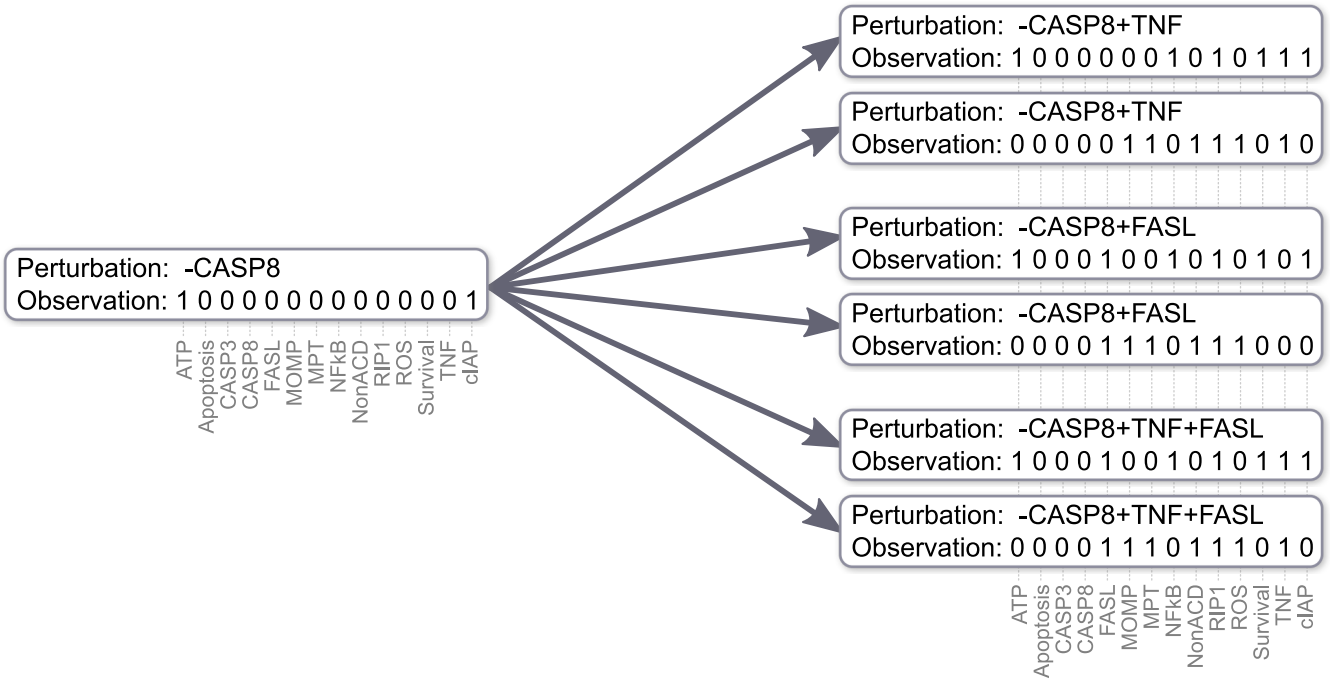 Perturbation: -CASP8+TNF
Observation: 1 0 0 0 0 0 0 1 0 1 0 1 1 1
Perturbation: -CASP8+TNF
Observation: 0 0 0 0 0 1 1 0 1 1 1 0 1 0
Perturbation: -CASP8+FASL
Observation: 1 0 0 0 1 0 0 1 0 1 0 1 0 1
Perturbation: -CASP8
Observation: 1 0 0 0 0 0 0 0 0 0 0 0 0 1
Perturbation: -CASP8+FASL
Observation: 0 0 0 0 1 1 1 0 1 1 1 0 0 0
ATP
Apoptosis
CASP3
CASP8
FASL
MOMP
MPT
NFkB
NonACD
RIP1
ROS
Survival
TNF
cIAP
Perturbation: -CASP8+TNF+FASL
Observation: 1 0 0 0 1 0 0 1 0 1 0 1 1 1
Perturbation: -CASP8+TNF+FASL
Observation: 0 0 0 0 1 1 1 0 1 1 1 0 1 0
ATP
Apoptosis
CASP3
CASP8
FASL
MOMP
MPT
NFkB
NonACD
RIP1
ROS
Survival
TNF
cIAP